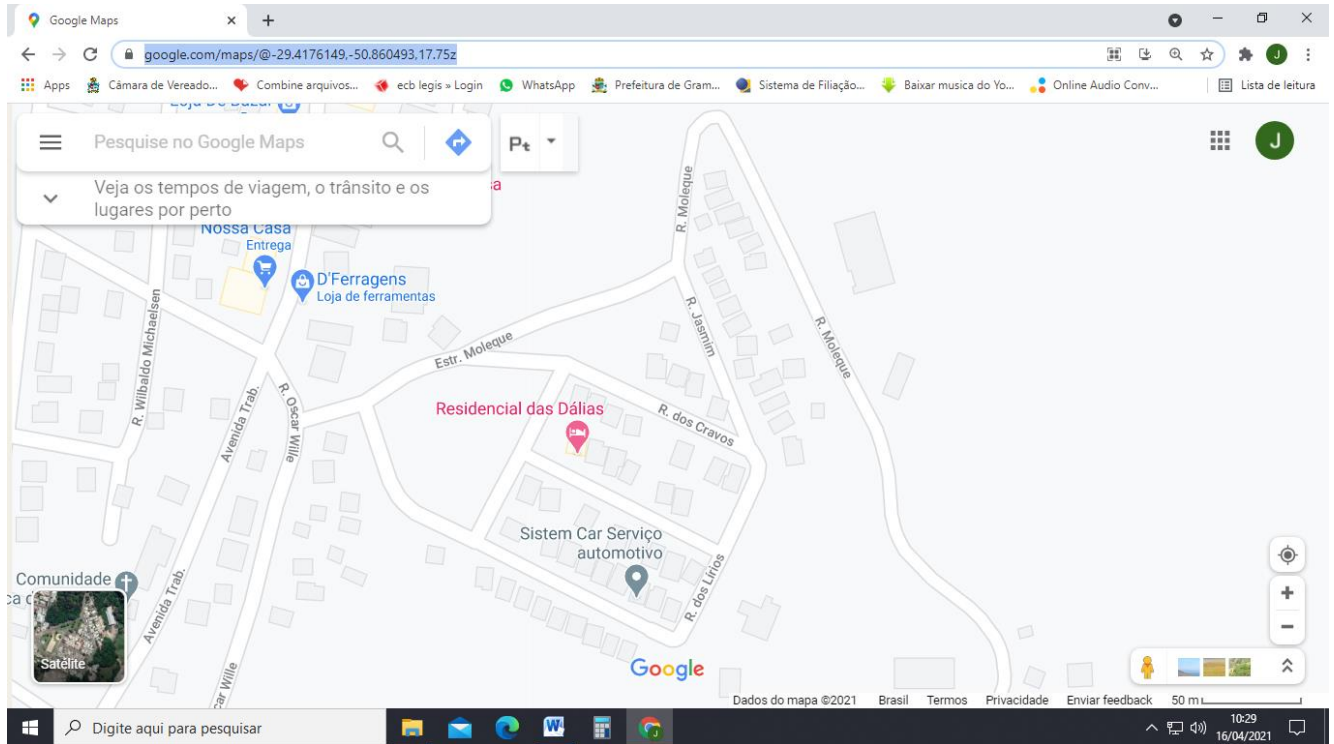 Google Maps
google.com/maps/@-29.4176149,-50.860493,17.75z
Apps
Câmara de Vereado...
Combine arquivos...
ecb legis » Login
WhatsApp
Prefeitura de Gram...
Sistema de Filiação...
Baixar musica do Yo...
Online Audio Conv...
Lista de leitura
J
Pesquise no Google Maps
Veja os tempos de viagem, o trânsito e os
lugares por perto
J
R. Moleque
Nossa Casa
Entrega
D'Ferragens
Loja de ferramentas
R. Wilbaldo Michaelsen
R. Jasmim
R. Moleque
Estr. Moleque
Avenida Trab.
R. Oscar Wille
Residencial das Dálias
R. dos Cravos
Sistem Car Serviço
automotivo
R. dos Lírios
Comunidade
Avenida Trab.
Satélite
Google
Dados do mapa ©2021
Brasil
Termos
Privacidade
Enviar feedback
50 m
Digite aqui para pesquisar
10:29
16/04/2021